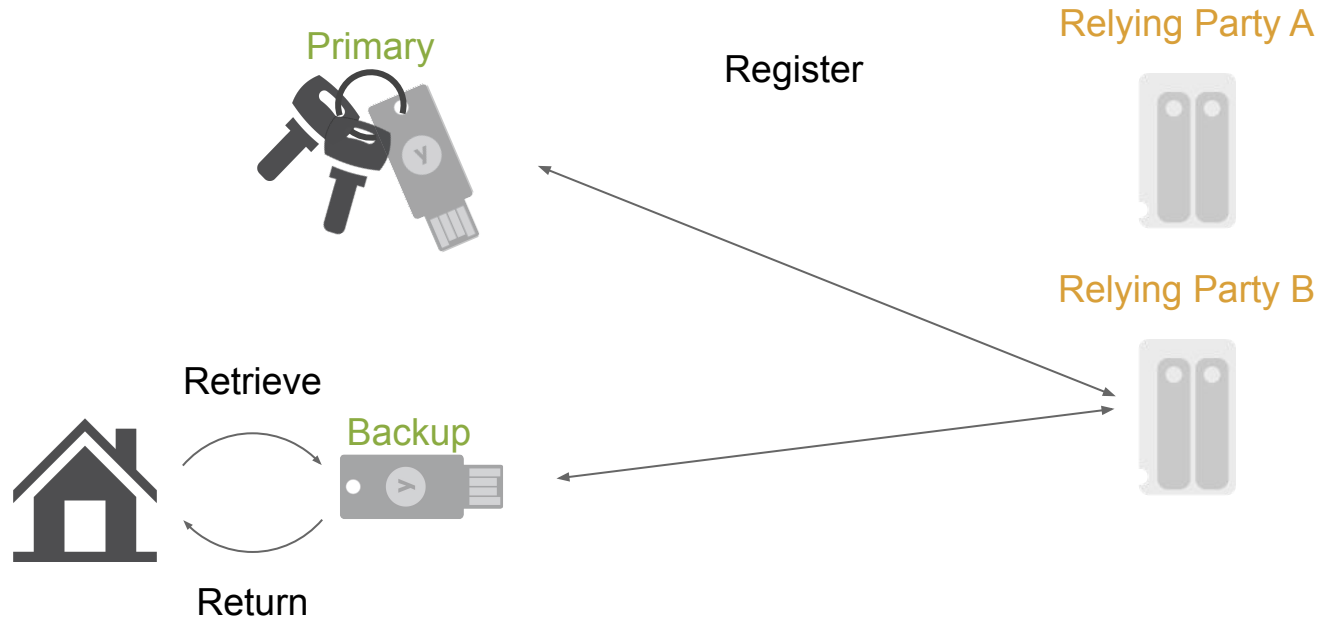 Relying Party A
Primary
Register
Relying Party B
Retrieve
Backup
Return
y
y